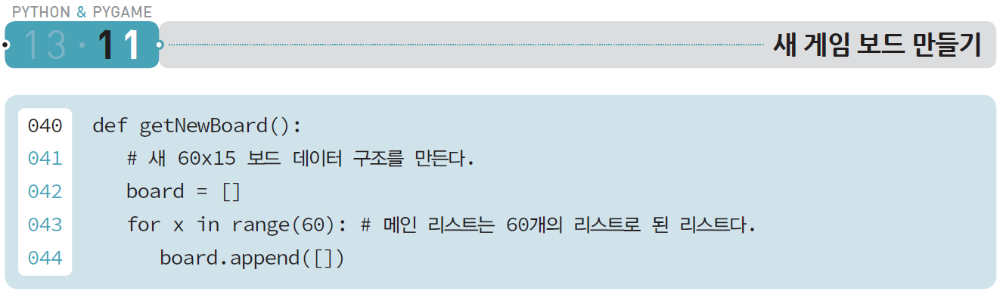 PYTHON & PYGAME
13·11 새 게임 보드 만들기
040 def getNewBoard():
041 # 새 60x15 보드 데이터 구조를 만든다.
042 board = []
043 for x in range(60): # 메인 리스트는 60개의 리스트로 된 리스트다.
044 board.append([])